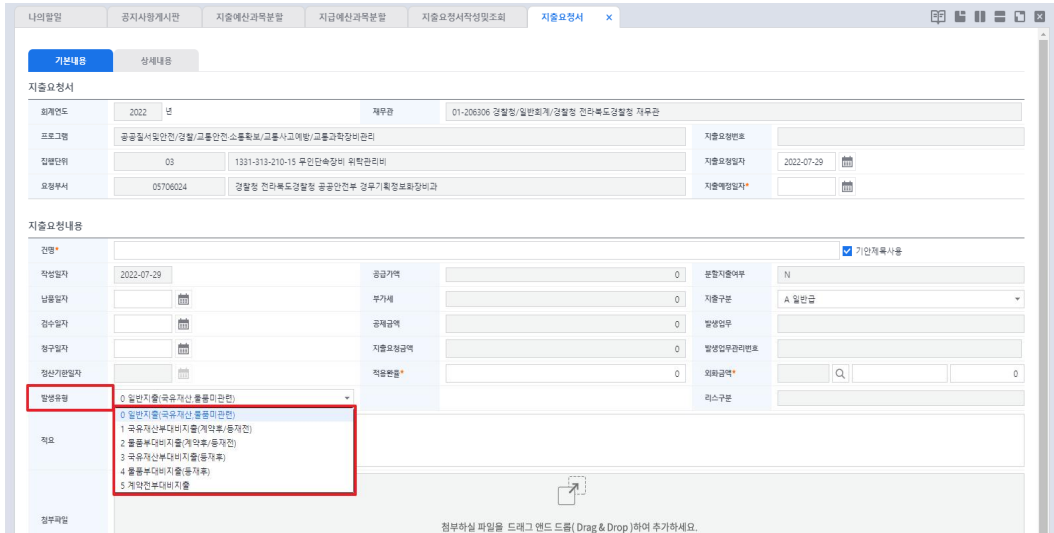 나의할일 공지사항게시판 지출예산과목분할 지급예산과목분할 지출요청서작성및조회 지출요청서 x
기본내용 상세내용
지출요청서
회계연도 2022 년 재무관 01-206306 경찰청/일반회계/경찰청 전라북도경찰청 재무관
프로그램 공공질서및안전/경찰/교통안전·소통확보/교통사고예방/교통과학장비관리 지출요청번호
집행단위 03 1331-313-210-15 무인단속장비 위탁관리비 지출요청일자 2022-07-29
요청부서 05706024 경찰청 전라북도경찰청 공공안전부 경무기획정보화장비과 지출예정일자*
지출요청내용
건명* 기안제목사용
작성일자 2022-07-29 공급가액 0 분할지출여부 N
납품일자 부가세 0 지출구분 A 일반급
검수일자 공제금액 0 발생업무
청구일자 지출요청금액 0 발생업무관리번호
정산기한일자 적용환율* 0 외화금액* 0
발생유형 0 일반지출(국유재산,물품미관련) 리스구분
0 일반지출(국유재산,물품미관련)
1 국유재산부대비지출(계약후/등재전)
2 물품부대비지출(계약후/등재전)
적요
3 국유재산부대비지출(등재후)
4 물품부대비지출(등재후)
5 계약전부대비지출
첨부파일
첨부하실 파일을 드래그 앤드 드롭( Drag & Drop )하여 추가하세요.